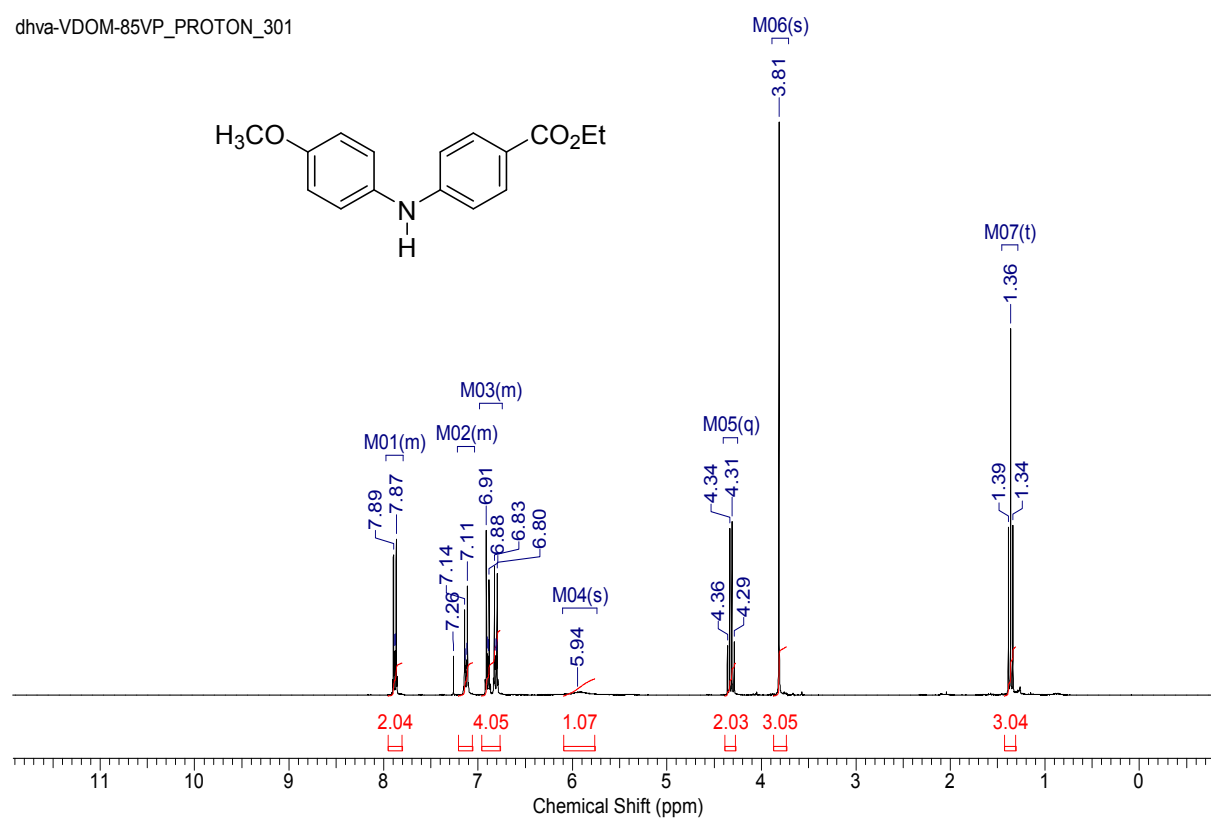 dhva-VDOM-85VP_PROTON_301
M06(s)
3.81
H₃CO
CO₂Et
N
H
M07(t)
1.36
1.39
1.34
M03(m)
M01(m)
M02(m)
M05(q)
7.89
7.87
7.26
7.14
7.11
6.91
6.88
6.83
6.80
M04(s)
5.94
4.36
4.34
4.31
4.29
2.04
4.05
1.07
2.03
3.05
3.04
11 10 9 8 7 6 5 4 3 2 1 0
Chemical Shift (ppm)